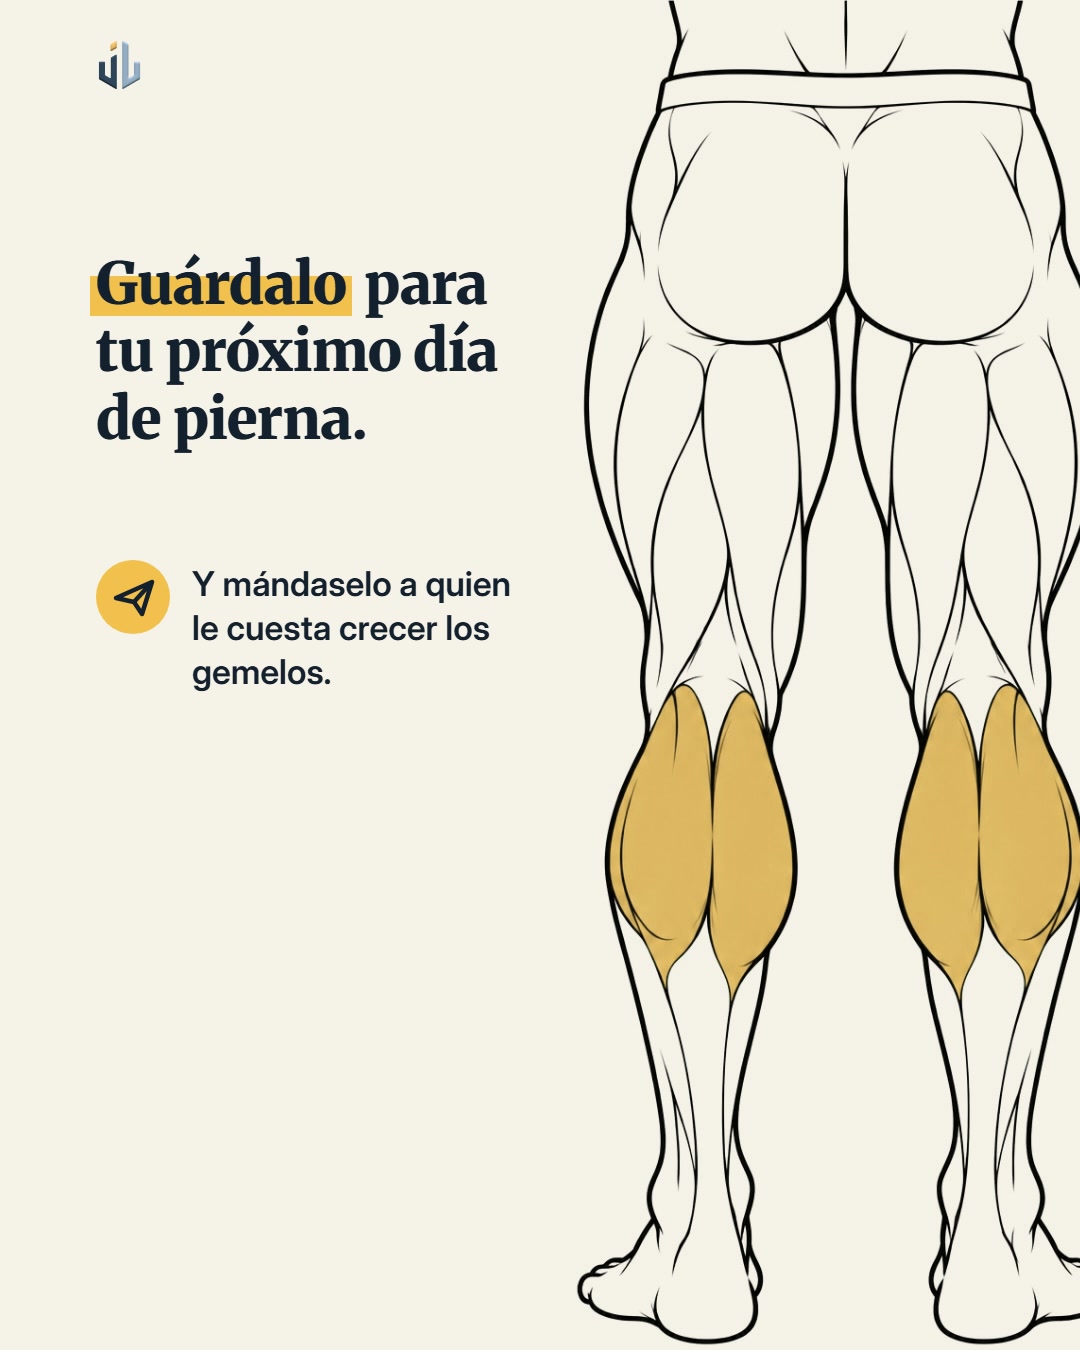 Guárdalo para
tu próximo día
de pierna.
Y mándaselo a quien
le cuesta crecer los
gemelos.